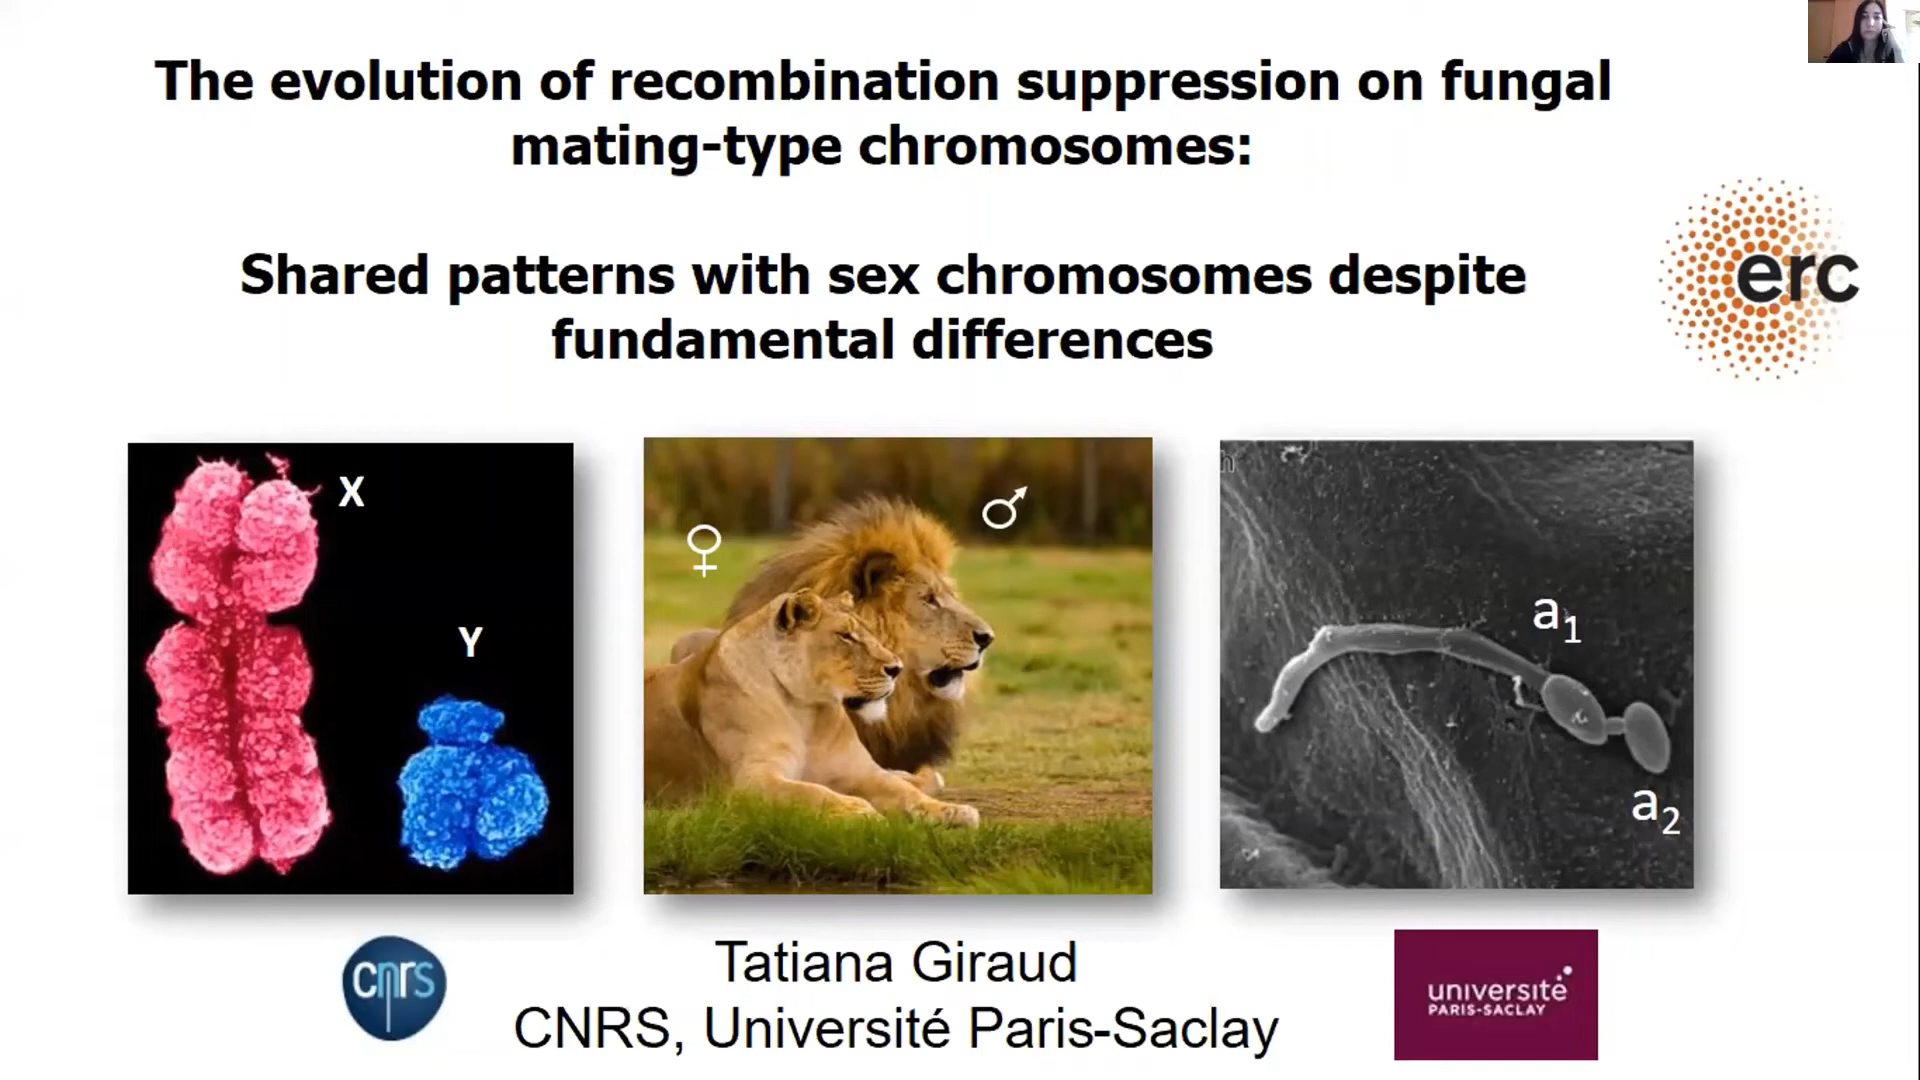 The evolution of recombination suppression on fungal
mating-type chromosomes:
Shared patterns with sex chromosomes despite
fundamental differences
erc
X
Y
♀
♂
h
a1
a2
cnrs
Tatiana Giraud
CNRS, Université Paris-Saclay
université
PARIS-SACLAY